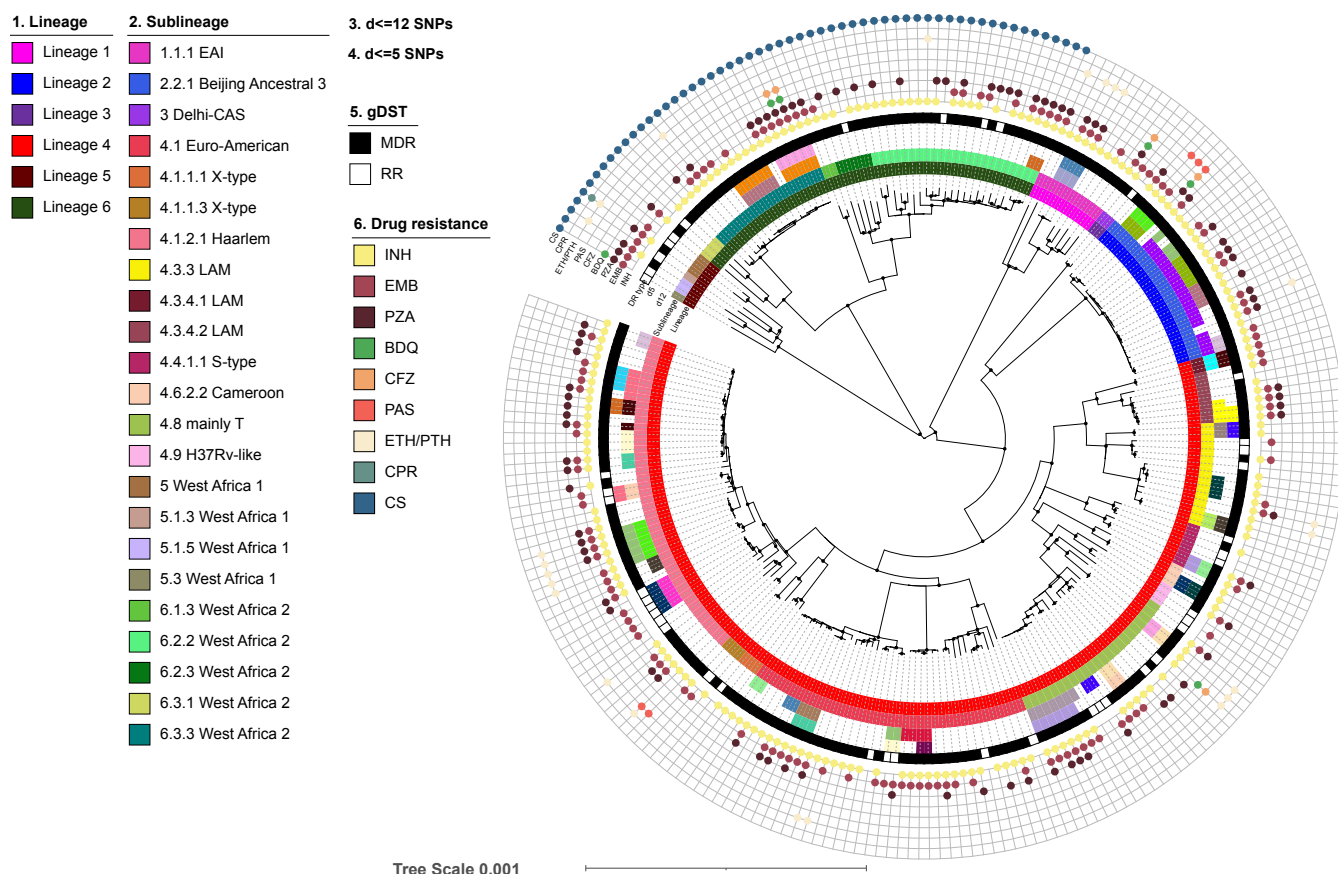 1. Lineage
Lineage 1
Lineage 2
Lineage 3
Lineage 4
Lineage 5
Lineage 6
2. Sublineage
1.1.1 EAI
2.2.1 Beijing Ancestral 3
3 Delhi-CAS
4.1 Euro-American
4.1.1.1 X-type
4.1.1.3 X-type
4.1.2.1 Haarlem
4.3.3 LAM
4.3.4.1 LAM
4.3.4.2 LAM
4.4.1.1 S-type
4.6.2.2 Cameroon
4.8 mainly T
4.9 H37Rv-like
5 West Africa 1
5.1.3 West Africa 1
5.1.5 West Africa 1
5.3 West Africa 1
6.1.3 West Africa 2
6.2.2 West Africa 2
6.2.3 West Africa 2
6.3.1 West Africa 2
6.3.3 West Africa 2
3. d<=12 SNPs
4. d<=5 SNPs
5. gDST
MDR
RR
6. Drug resistance
INH
EMB
PZA
BDQ
CFZ
PAS
ETH/PTH
CPR
CS
CS
CPR
ETH/PTH
PAS
CFZ
BDQ
PZA
EMB
INH
DR type
d5
d12
Sublineage
Lineage
Tree Scale 0.001